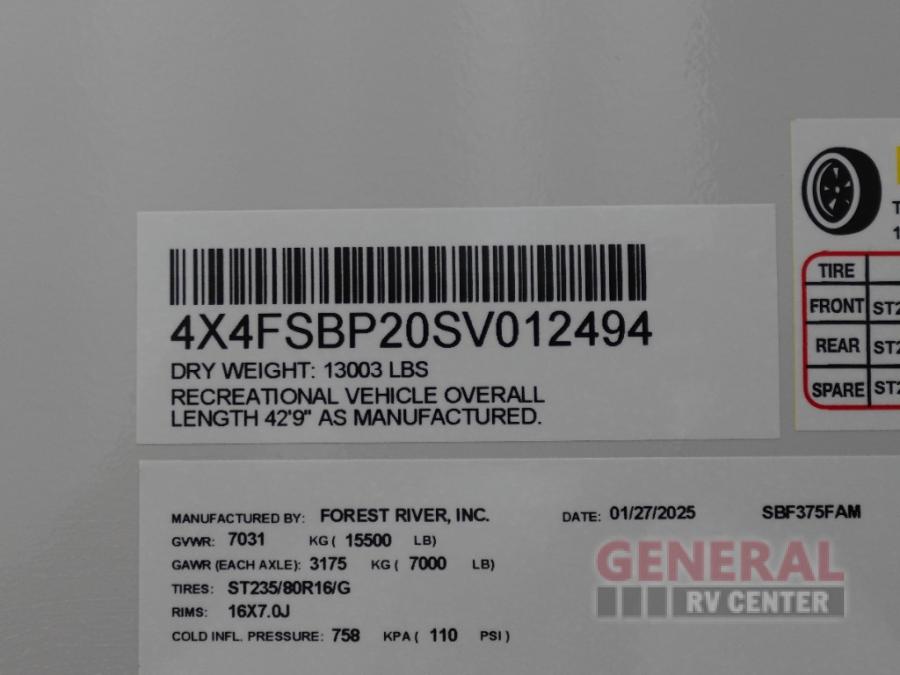 4X4FSBP20SV012494
DRY WEIGHT: 13003 LBS
RECREATIONAL VEHICLE OVERALL
LENGTH 42'9" AS MANUFACTURED.
TIRE
FRONT
REAR
SPARE
MANUFACTURED BY: FOREST RIVER, INC. DATE: 01/27/2025 SBF375FAM
GVWR: 7031 KG ( 15500 LB)
GAWR (EACH AXLE): 3175 KG ( 7000 LB)
TIRES: ST235/80R16/G
RIMS: 16X7.0J
COLD INFL. PRESSURE: 758 KPA ( 110 PSI )
GENERAL
RV CENTER